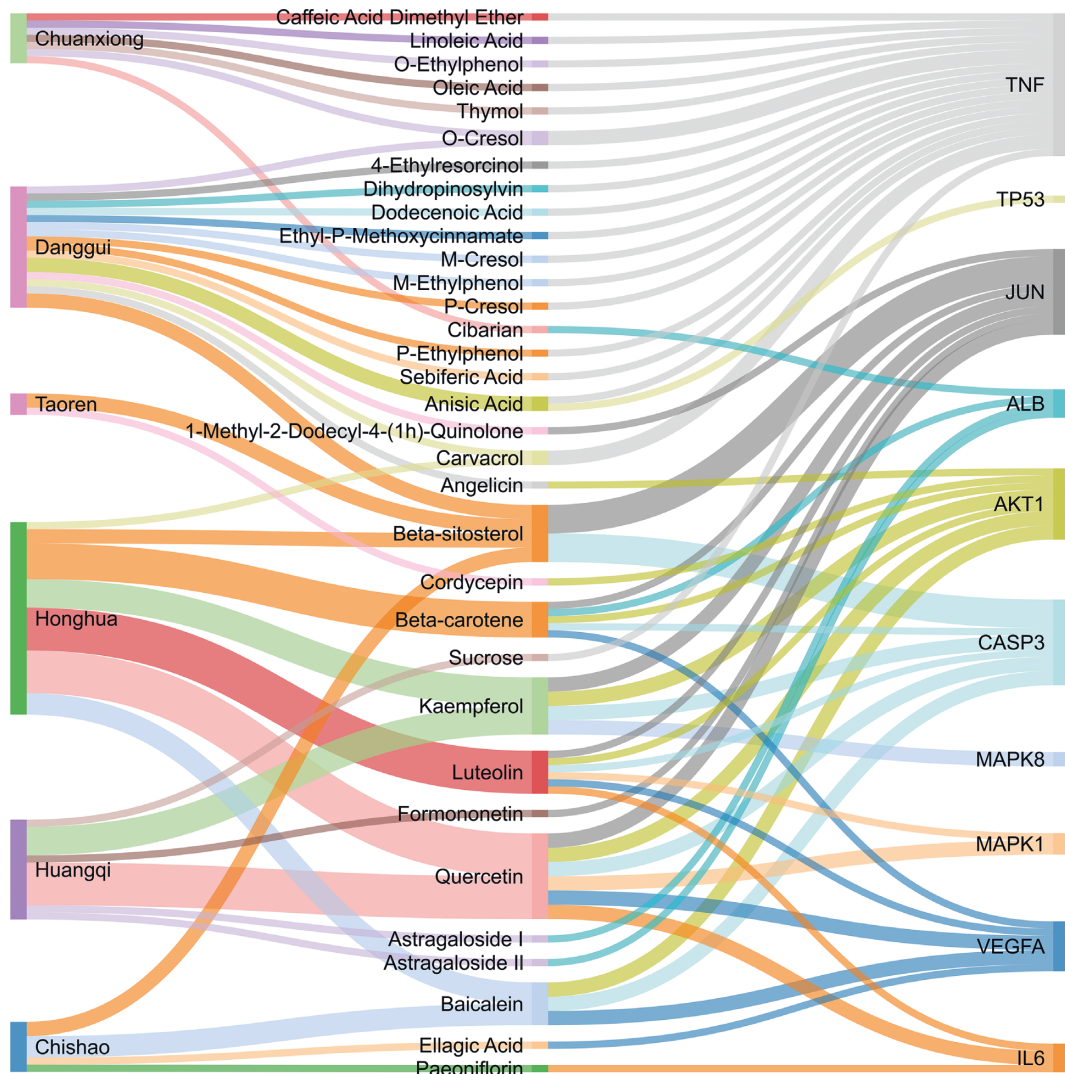 Chuanxiong
Danggui
Taoren
Honghua
Huangqi
Chishao
Caffeic Acid Dimethyl Ether
Linoleic Acid
O-Ethylphenol
Oleic Acid
Thymol
O-Cresol
4-Ethylresorcinol
Dihydropinosylvin
Dodecenoic Acid
Ethyl-P-Methoxycinnamate
M-Cresol
M-Ethylphenol
P-Cresol
Cibarian
P-Ethylphenol
Sebiferic Acid
Anisic Acid
1-Methyl-2-Dodecyl-4-(1h)-Quinolone
Carvacrol
Angelicin
Beta-sitosterol
Cordycepin
Beta-carotene
Sucrose
Kaempferol
Luteolin
Formononetin
Quercetin
Astragaloside I
Astragaloside II
Baicalein
Ellagic Acid
Paeoniflorin
TNF
TP53
JUN
ALB
AKT1
CASP3
MAPK8
MAPK1
VEGFA
IL6